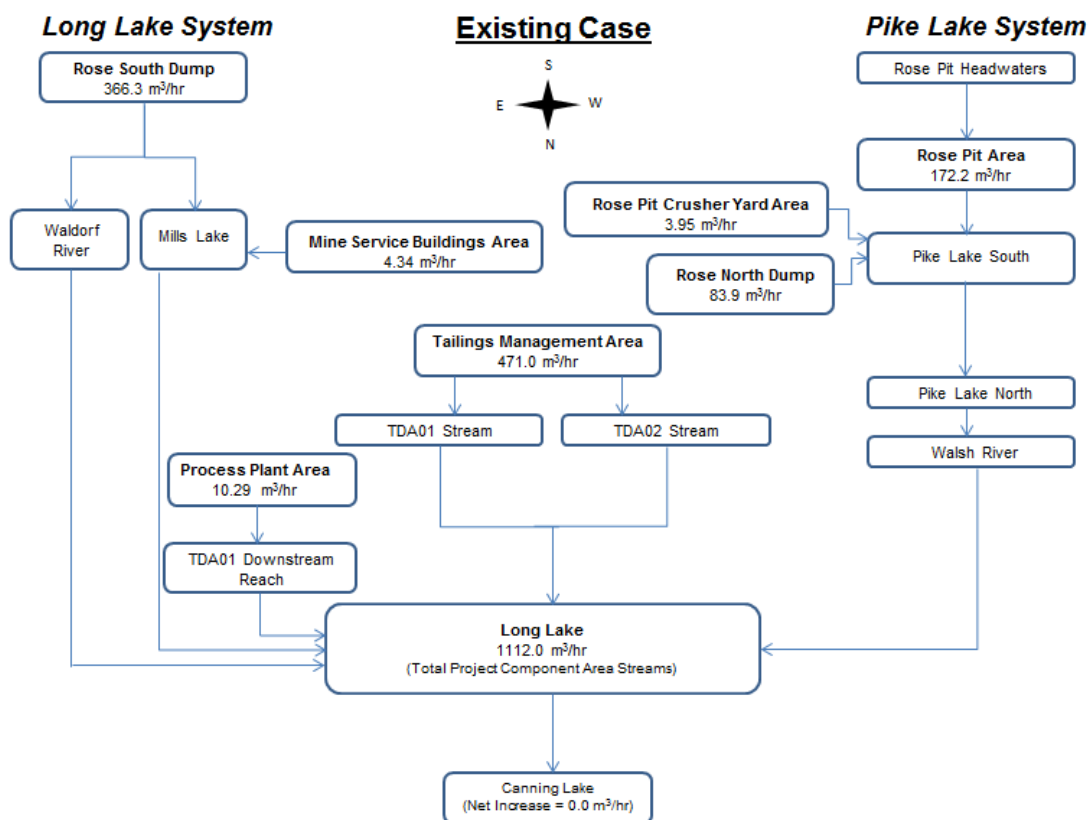 Long Lake System
Existing Case
Pike Lake System
Rose South Dump
366.3 m³/hr
S
E
W
N
Rose Pit Headwaters
Rose Pit Area
172.2 m³/hr
Waldorf
River
Mills Lake
Mine Service Buildings Area
4.34 m³/hr
Rose Pit Crusher Yard Area
3.95 m³/hr
Rose North Dump
83.9 m³/hr
Pike Lake South
Tailings Management Area
471.0 m³/hr
TDA01 Stream
TDA02 Stream
Pike Lake North
Walsh River
Process Plant Area
10.29 m³/hr
TDA01 Downstream
Reach
Long Lake
1112.0 m³/hr
(Total Project Component Area Streams)
Canning Lake
(Net Increase = 0.0 m³/hr)